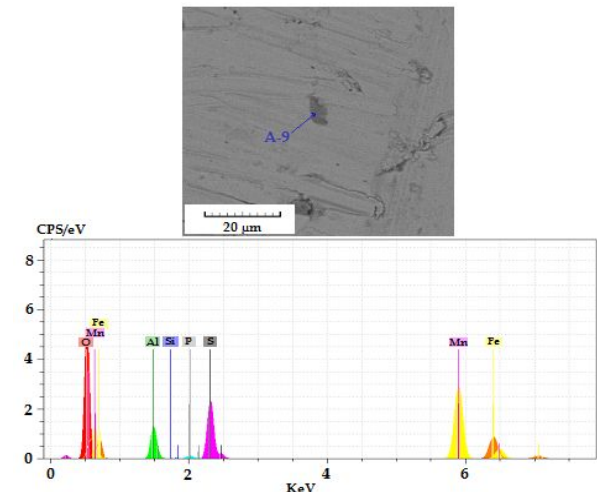 A-9
20 µm
CPS/eV
8
6
4
2
0
Fe
Mn
O
Al Si P S
Mn Fe
0 2 4 6
KeV